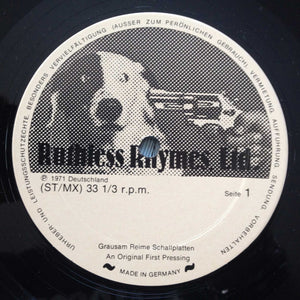 URHEBER- UND LEISTUNGSSCHUTZRECHTE, BESONDERS VERVIELFÄLTIGUNG (AUSSER ZUM PERÖNLICHEN GEBRAUCH), VERMIETUNG, AUFFÜHRUNG, SENDUNG, VORBEHALTEN
Ruthless Rhymes Ltd.
℗ 1971 Deutschland
(ST/MX) 33 1/3 r.p.m.
Seite 1
Grausam Reime Schallplatten
An Original First Pressing
~ MADE IN GERMANY ~